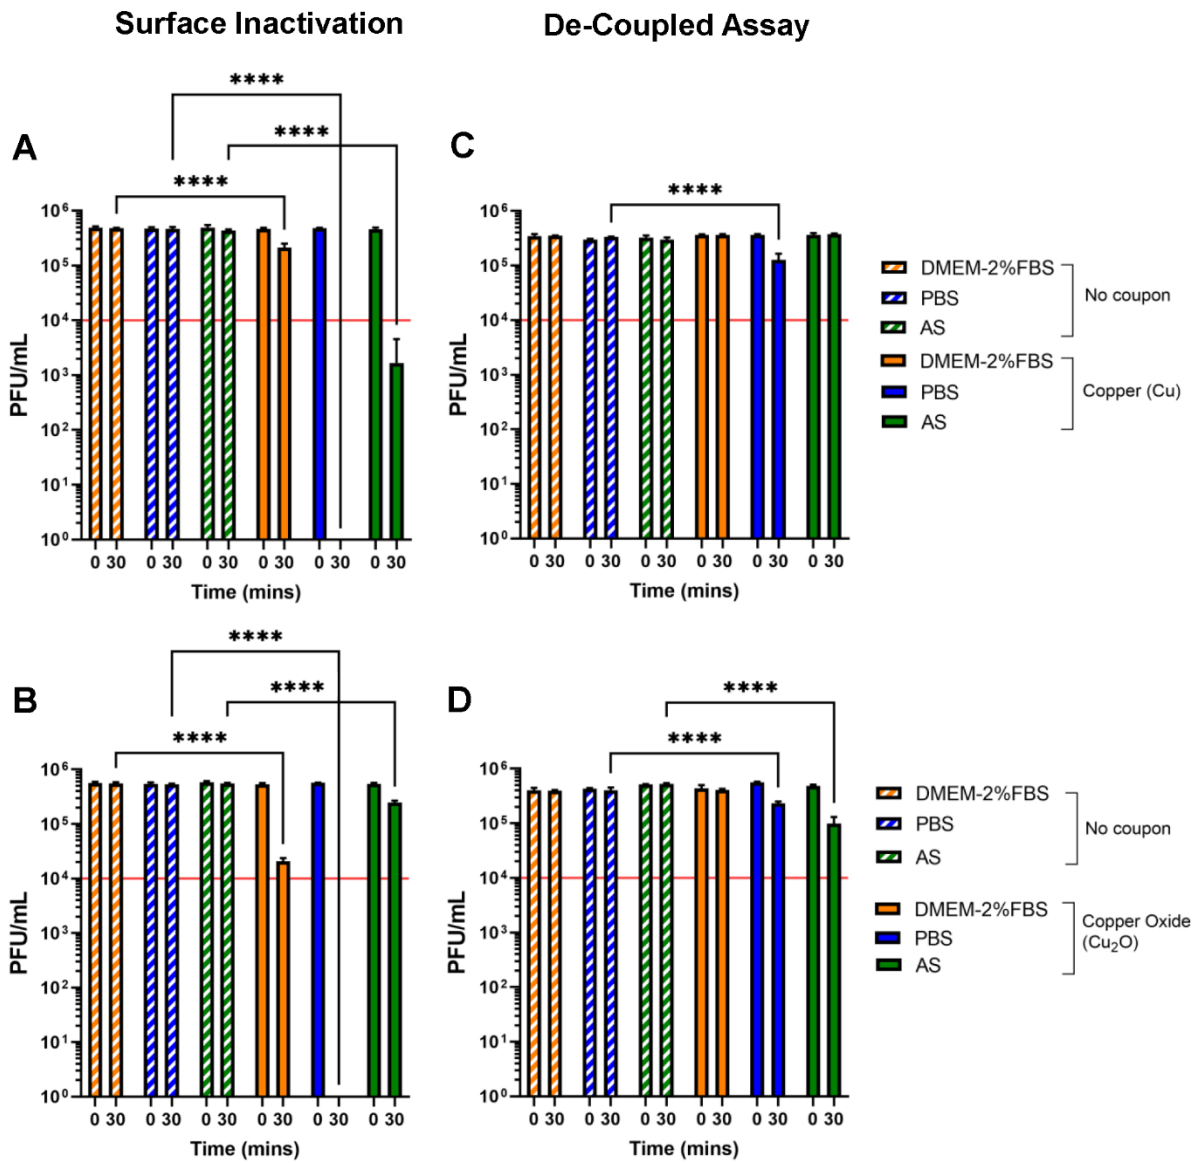 Surface Inactivation
De-Coupled Assay
A
****
****
****
PFU/mL
10⁶
10⁵
10⁴
10³
10²
10¹
10⁰
0 30 0 30 0 30 0 30 0 30 0 30
Time (mins)
C
****
PFU/mL
10⁶
10⁵
10⁴
10³
10²
10¹
10⁰
0 30 0 30 0 30 0 30 0 30 0 30
Time (mins)
DMEM-2%FBS
PBS
AS
No coupon
DMEM-2%FBS
PBS
AS
Copper (Cu)
B
****
****
****
PFU/mL
10⁶
10⁵
10⁴
10³
10²
10¹
10⁰
0 30 0 30 0 30 0 30 0 30 0 30
Time (mins)
D
****
****
PFU/mL
10⁶
10⁵
10⁴
10³
10²
10¹
10⁰
0 30 0 30 0 30 0 30 0 30 0 30
Time (mins)
DMEM-2%FBS
PBS
AS
No coupon
DMEM-2%FBS
PBS
AS
Copper Oxide
(Cu₂O)